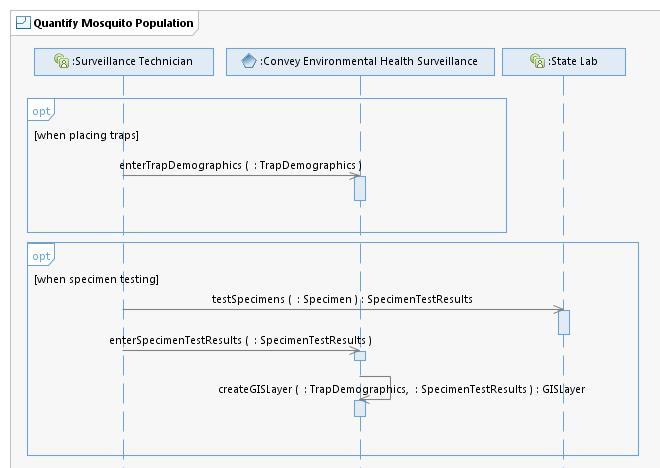 Quantify Mosquito Population
:Surveillance Technician
:Convey Environmental Health Surveillance
:State Lab
opt
[when placing traps]
enterTrapDemographics ( : TrapDemographics )
opt
[when specimen testing]
testSpecimens ( : Specimen ) : SpecimenTestResults
enterSpecimenTestResults ( : SpecimenTestResults )
createGISLayer ( : TrapDemographics, : SpecimenTestResults ) : GISLayer